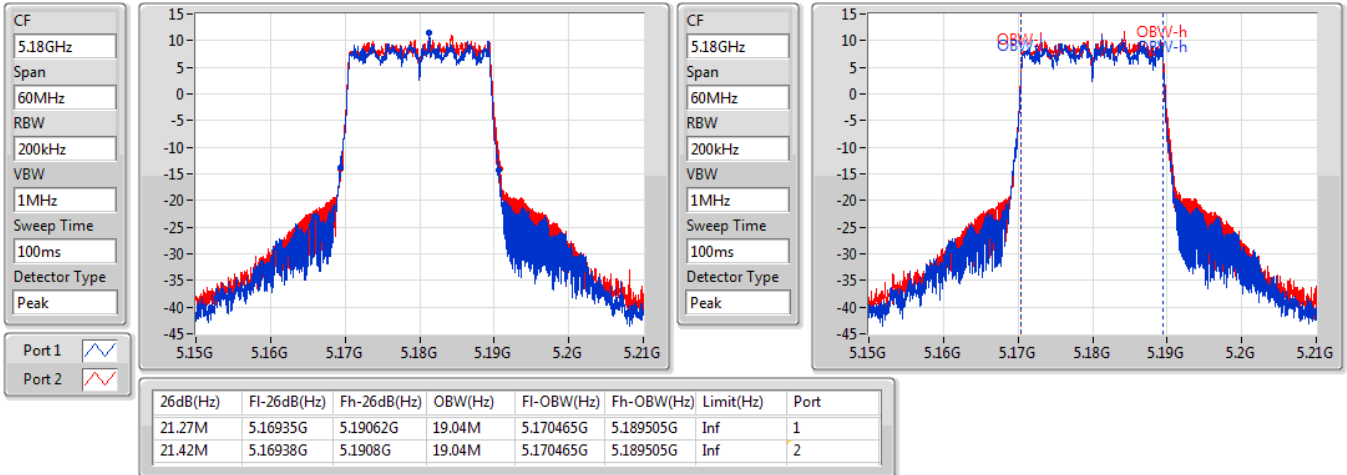 CF
5.18GHz
Span
60MHz
RBW
200kHz
VBW
1MHz
Sweep Time
100ms
Detector Type
Peak
15-
10-
5-
0-
-5-
-10-
-15-
-20-
-25-
-30-
-35-
-40-
-45-
5.15G 5.16G 5.17G 5.18G 5.19G 5.2G 5.21G
CF
5.18GHz
Span
60MHz
RBW
200kHz
VBW
1MHz
Sweep Time
100ms
Detector Type
Peak
15-
10-
5-
0-
-5-
-10-
-15-
-20-
-25-
-30-
-35-
-40-
-45-
OBW-l OBW-h
OBW-l OBW-h
5.15G 5.16G 5.17G 5.18G 5.19G 5.2G 5.21G
Port 1
Port 2
26dB(Hz) Fl-26dB(Hz) Fh-26dB(Hz) OBW(Hz) Fl-OBW(Hz) Fh-OBW(Hz) Limit(Hz) Port
21.27M 5.16935G 5.19062G 19.04M 5.170465G 5.189505G Inf 1
21.42M 5.16938G 5.1908G 19.04M 5.170465G 5.189505G Inf 2